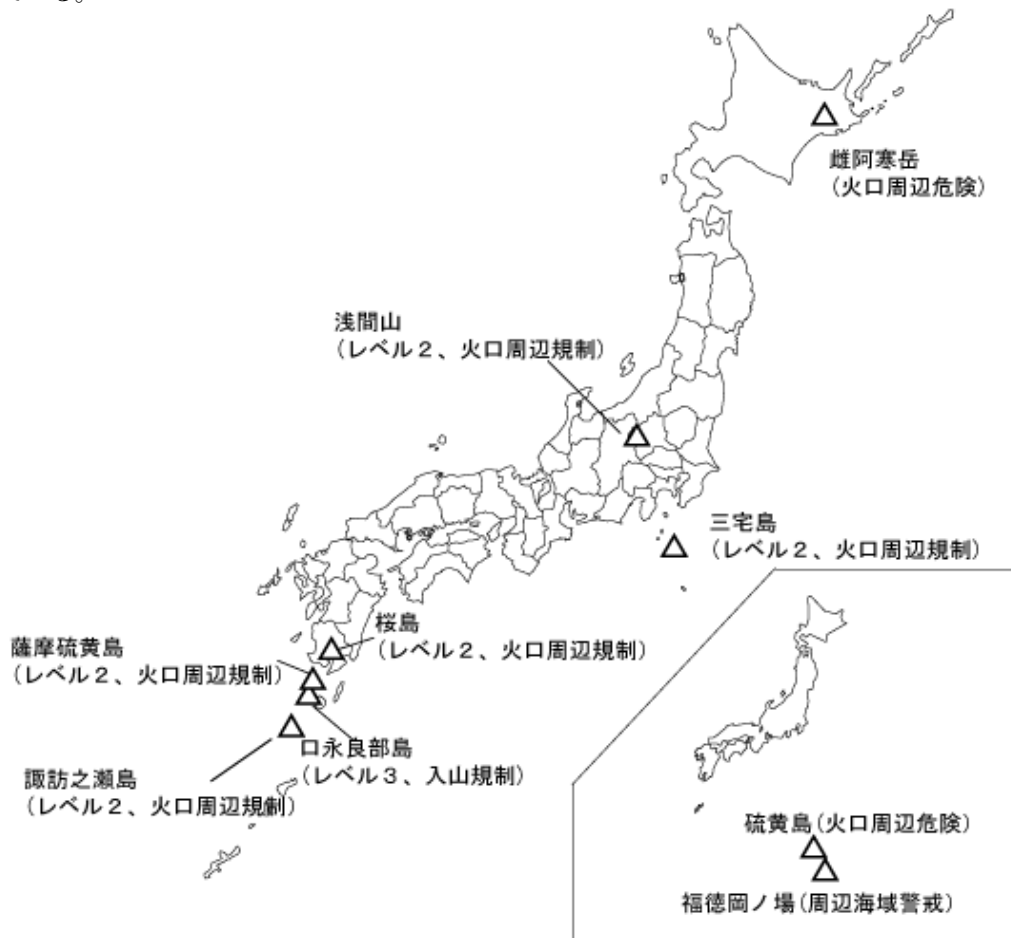 いる。
雌阿寒岳
(火口周辺危険)
浅間山
(レベル2、火口周辺規制)
三宅島
(レベル2、火口周辺規制)
桜島
(レベル2、火口周辺規制)
薩摩硫黄島
(レベル2、火口周辺規制)
口永良部島
(レベル3、入山規制)
諏訪之瀬島
(レベル2、火口周辺規制)
硫黄島(火口周辺危険)
福徳岡ノ場(周辺海域警戒)